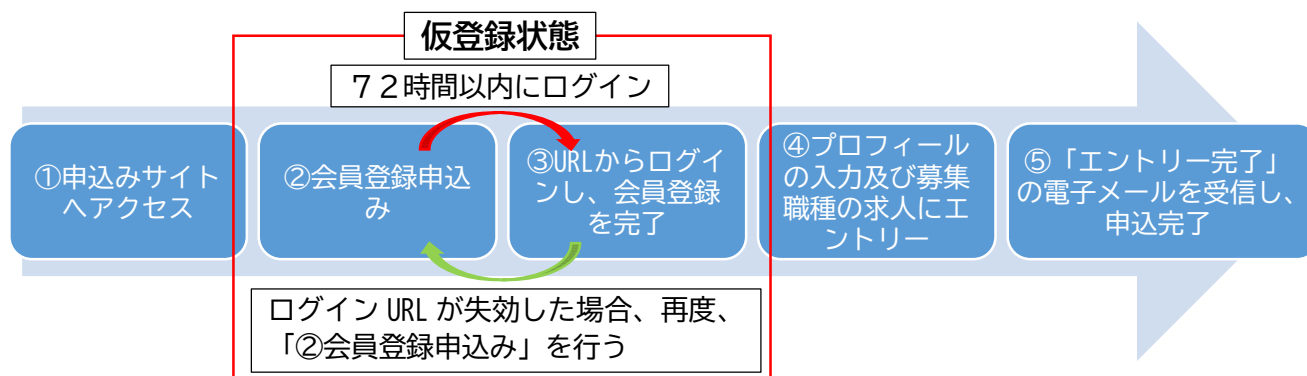 仮登録状態
７２時間以内にログイン
①申込みサイト
へアクセス
②会員登録申込
み
③URLからログイ
ンし、会員登録
を完了
④プロフィール
の入力及び募集
職種の求人にエ
ントリー
⑤「エントリー完了」
の電子メールを受信し、
申込完了
ログイン URL が失効した場合、再度、
「②会員登録申込み」を行う